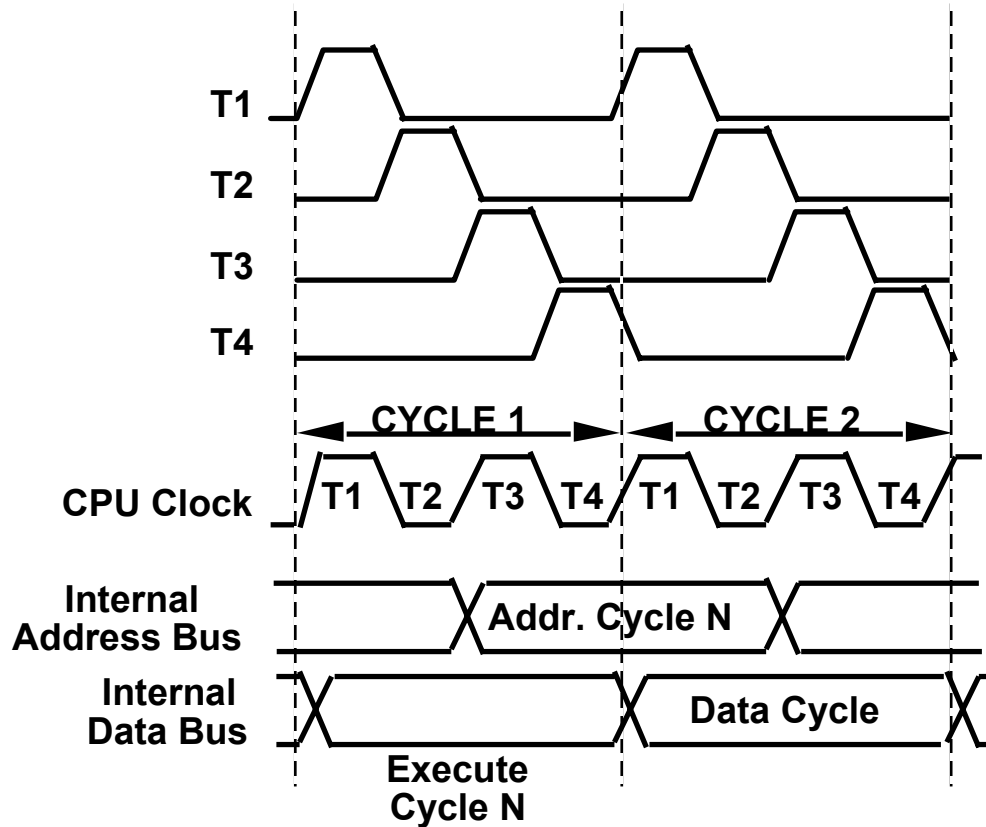 T1
T2
T3
T4
CYCLE 1 CYCLE 2
CPU Clock T1 T2 T3 T4 T1 T2 T3 T4
Internal
Address Bus
Addr. Cycle N
Internal
Data Bus
Data Cycle
Execute
Cycle N